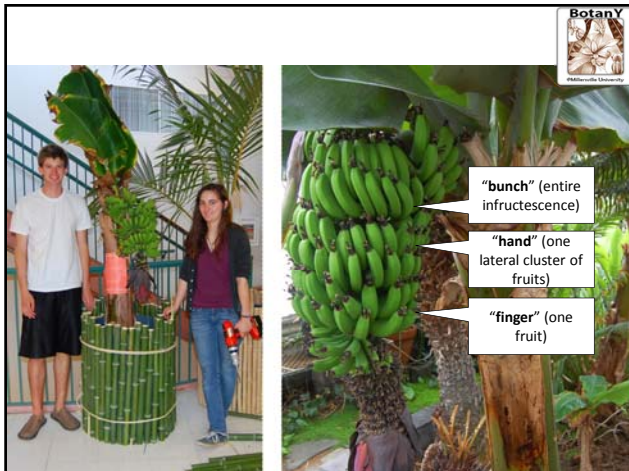 BotanY
@Millersville University
"bunch" (entire
infructescence)
"hand" (one
lateral cluster of
fruits)
"finger" (one
fruit)